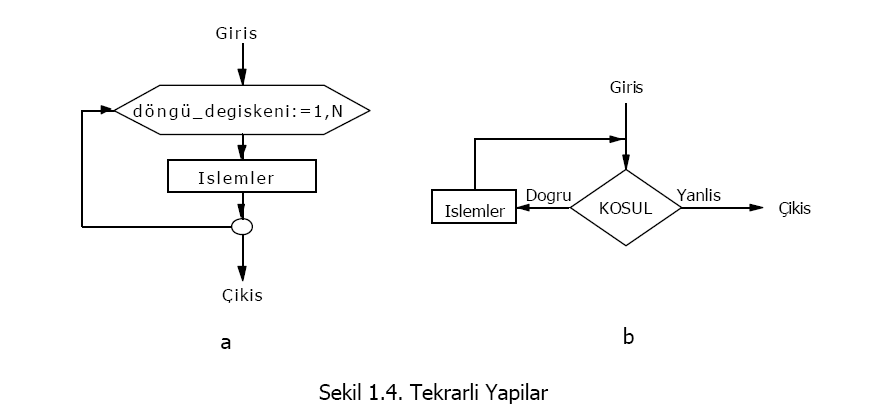 Giris
döngü_degiskeni:=1,N
Islemler
Çikis
a
Giris
Dogru
KOSUL
Yanlis
Islemler
Çikis
b
Sekil 1.4. Tekrarli Yapilar